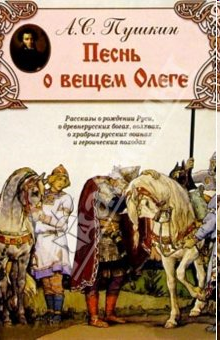 А.С. Пушкин
Песнь
о вещем Олеге
Рассказы о рождении Руси,
о древнерусских богах, волхвах,
о храбрых русских воинах
и героических походах